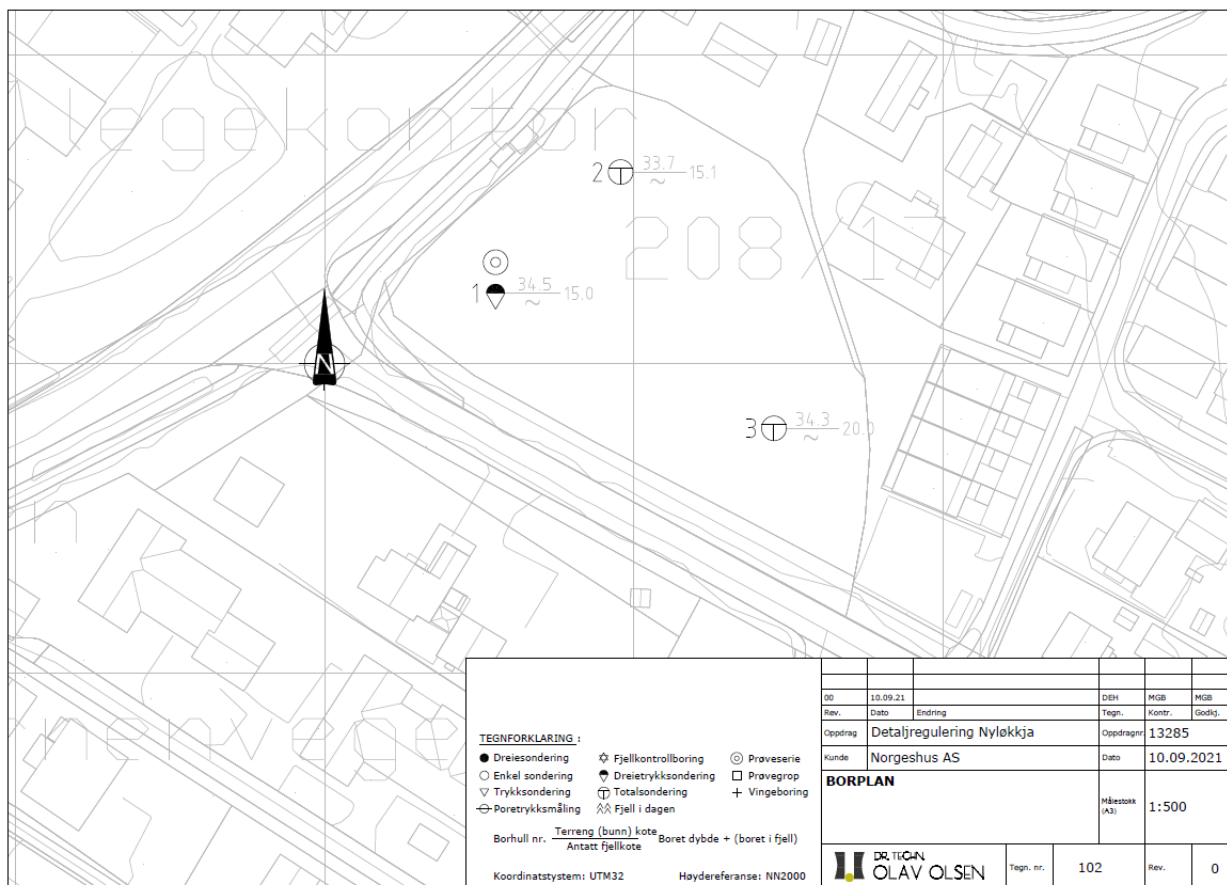 legekontor
2 33.7 ~ 15.1
208/17
1 34.5 ~ 15.0
N
3 34.3 ~ 20.0
n
nenvege
TEGNFORKLARING :
Dreiesondering Fjellkontrollboring Prøveserie
Enkel sondering Dreietrykksondering Prøvegrop
Trykksondering Totalsondering Vingeboring
Poretrykksmåling Fjell i dagen
Borhull nr. Terreng (bunn) kote Boret dybde + (boret i fjell)
Antatt fjellkote
Koordinatsystem: UTM32 Høydereferanse: NN2000
00 10.09.21 DEH MGB MGB
Rev. Dato Endring Tegn. Kontr. Godkj.
Oppdrag Detaljregulering Nyløkkja Oppdragnr. 13285
Kunde Norgeshus AS Dato 10.09.2021
BORPLAN
Målestokk (A3) 1:500
DR. TECHN.
OLAV OLSEN
Tegn. nr. 102 Rev. 0